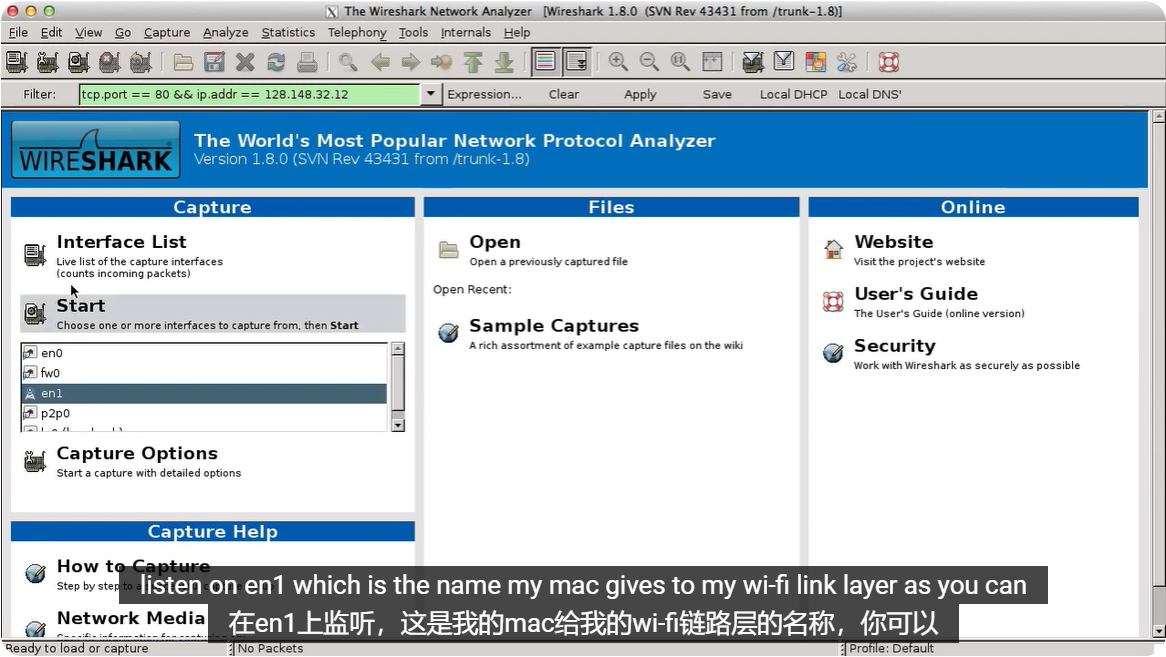 The Wireshark Network Analyzer [Wireshark 1.8.0 (SVN Rev 43431 from /trunk-1.8)]
File Edit View Go Capture Analyze Statistics Telephony Tools Internals Help
Filter: tcp.port == 80 && ip.addr == 128.148.32.12 Expression... Clear Apply Save Local DHCP Local DNS'
WIRESHARK
The World's Most Popular Network Protocol Analyzer
Version 1.8.0 (SVN Rev 43431 from /trunk-1.8)
Capture
Interface List
Live list of the capture interfaces
(counts incoming packets)
Start
Choose one or more interfaces to capture from, then Start
en0
fw0
en1
p2p0
Capture Options
Start a capture with detailed options
Capture Help
How to Capture
Step by step to
Network Media
Files
Open
Open a previously captured file
Open Recent:
Sample Captures
A rich assortment of example capture files on the wiki
Online
Website
Visit the project's website
User's Guide
The User's Guide (online version)
Security
Work with Wireshark as securely as possible
listen on en1 which is the name my mac gives to my wi-fi link layer as you can
在en1上监听，这是我的mac给我的wi-fi链路层的名称，你可以
Ready to load or capture No Packets Profile: Default